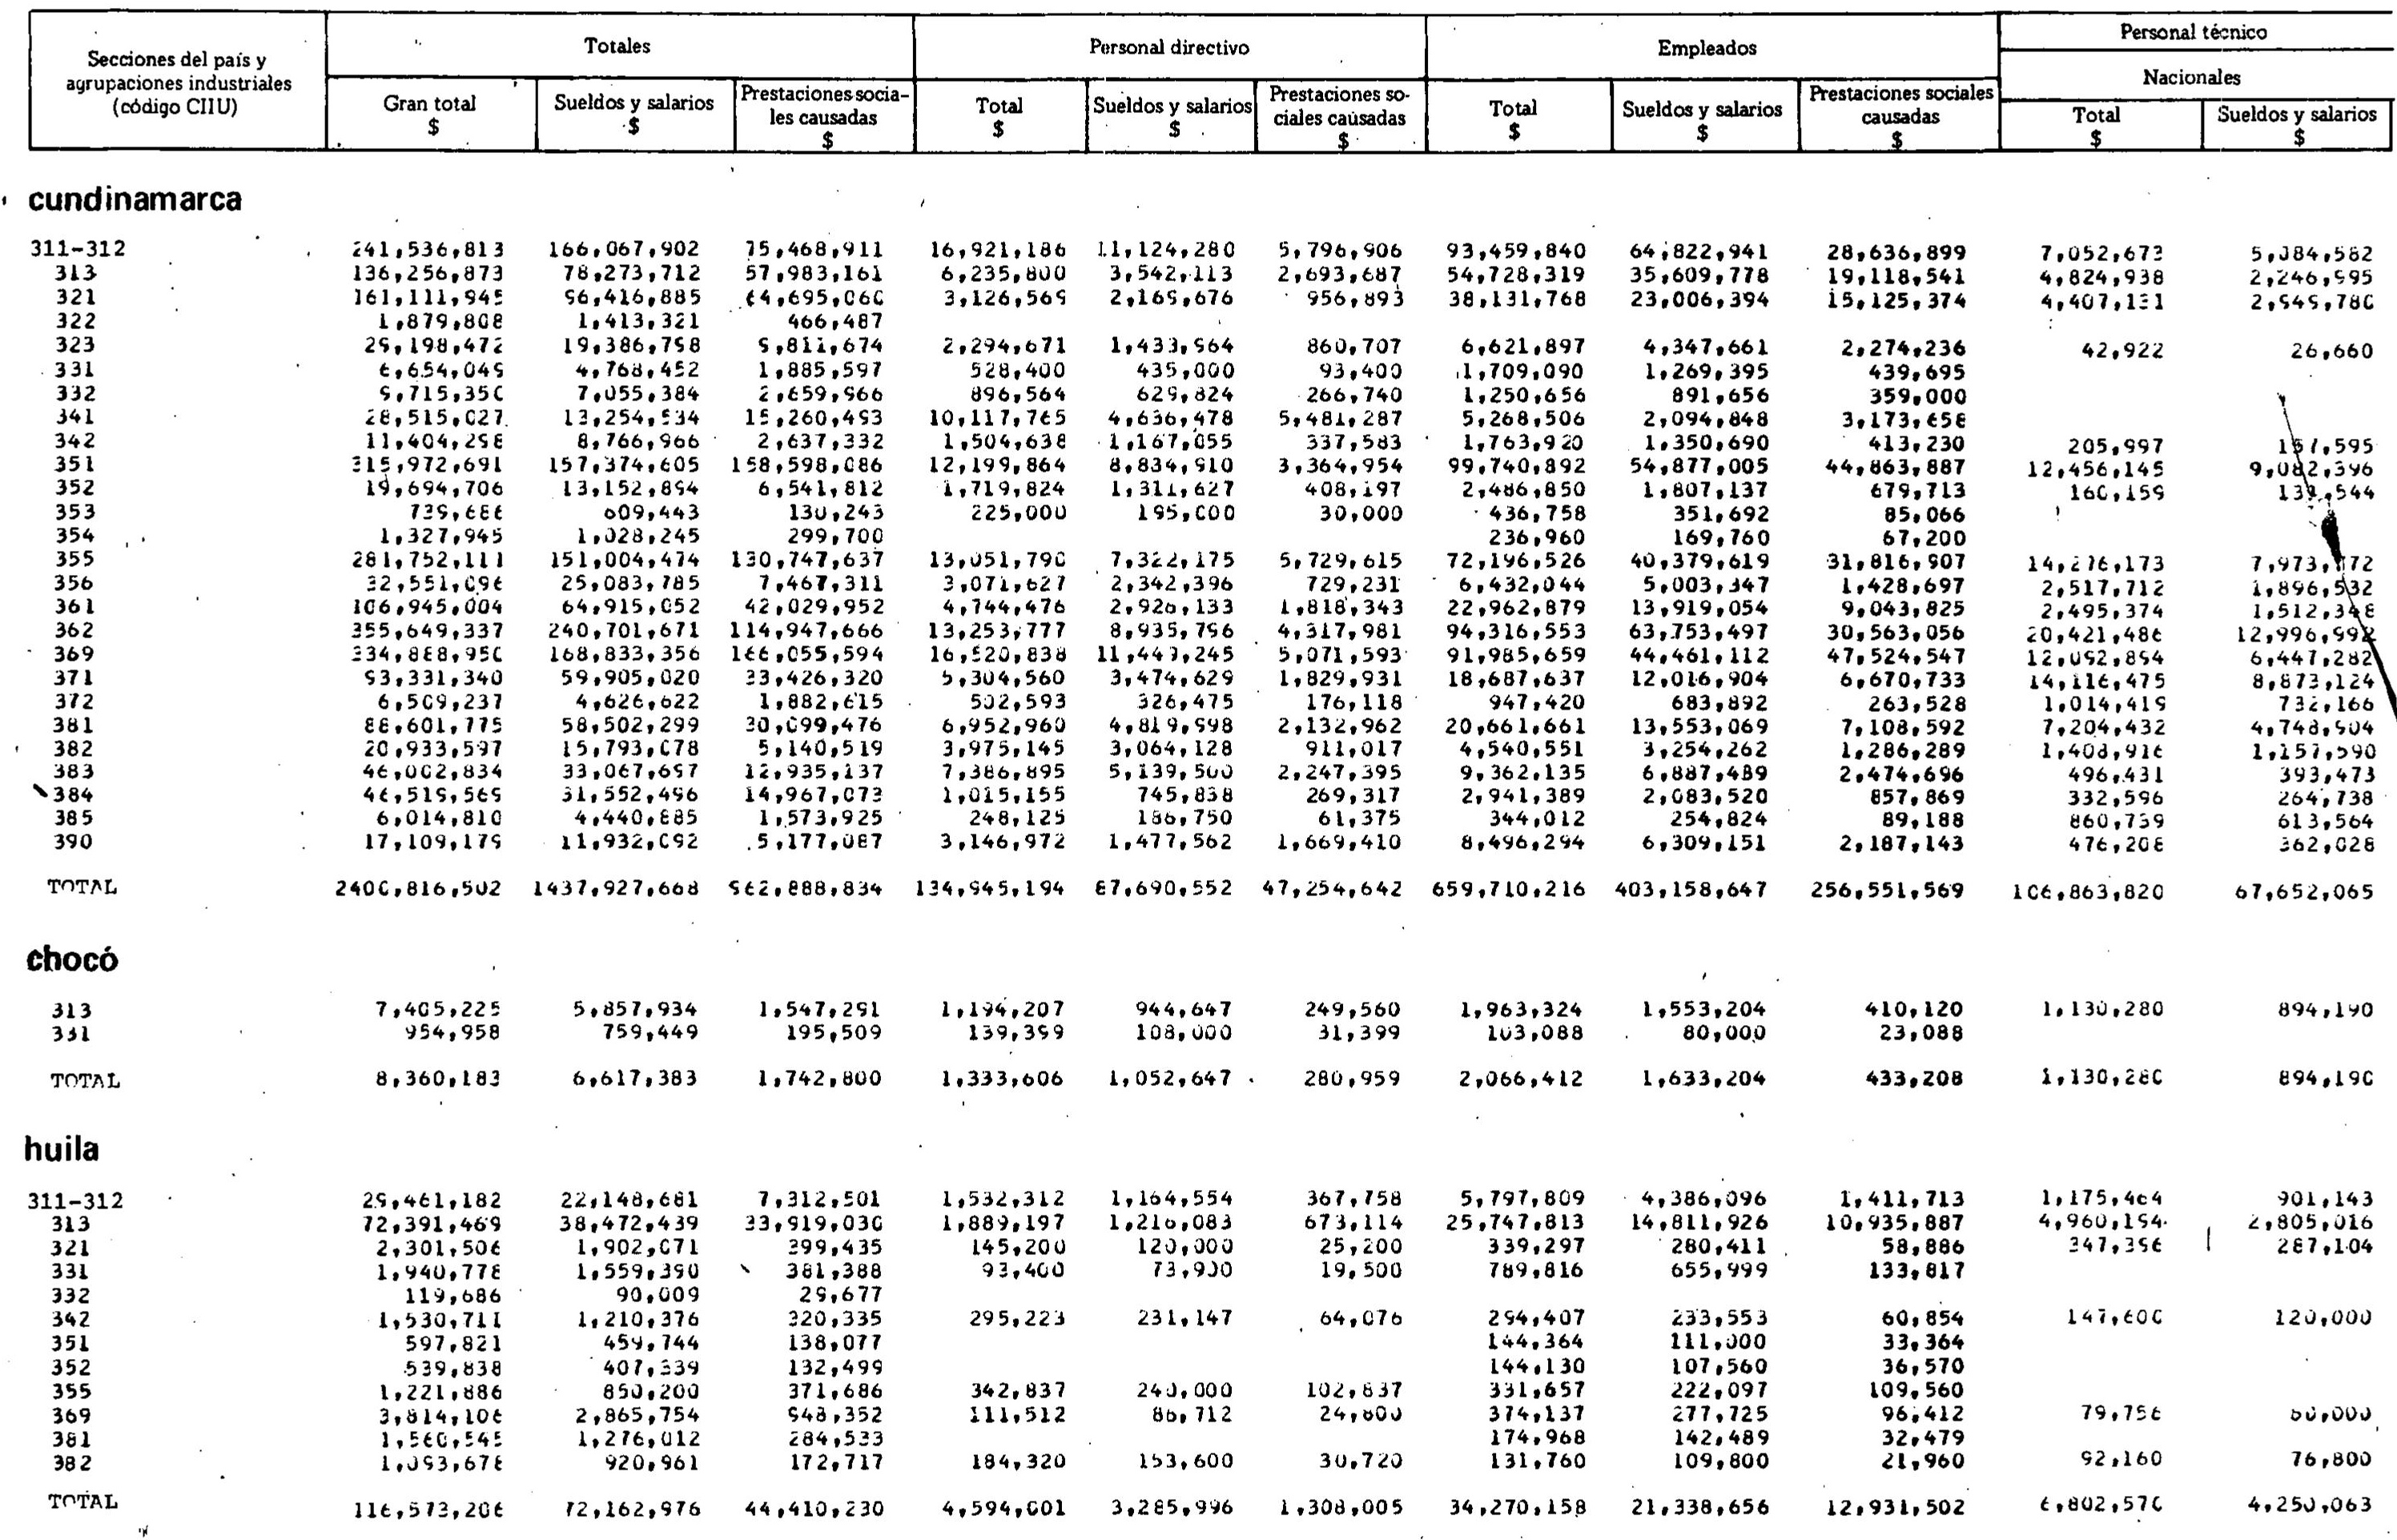 Secciones del país y agrupaciones industriales (código CIIU)
Totales
Personal directivo
Empleados
Personal técnico
Nacionales
Gran total $ Sueldos y salarios $ Prestaciones sociales causadas $ Total $ Sueldos y salarios $ Prestaciones sociales causadas $ Total $ Sueldos y salarios $ Prestaciones sociales causadas $ Total $ Sueldos y salarios $
cundinamarca
311-312 241,536,813 166,067,902 75,468,911 16,921,186 11,124,280 5,796,906 93,459,840 64,822,941 28,636,899 7,052,673 5,084,582
313 136,256,873 78,273,712 57,983,161 6,235,800 3,542,113 2,693,687 54,728,319 35,609,778 19,118,541 4,824,938 2,246,995
321 161,111,945 96,416,885 64,695,060 3,126,569 2,169,676 956,893 38,131,768 23,006,394 15,125,374 4,407,131 2,949,780
322 1,879,808 1,413,321 466,487
323 29,198,472 19,386,798 9,811,674 2,294,671 1,433,964 860,707 6,621,897 4,347,661 2,274,236 42,922 26,660
331 6,654,049 4,768,452 1,885,597 528,400 435,000 93,400 1,709,090 1,269,395 439,695
332 9,715,350 7,055,384 2,659,966 896,564 629,824 266,740 1,250,656 891,656 359,000
341 28,515,027 13,254,534 15,260,493 10,117,765 4,636,478 5,481,287 5,268,506 2,094,848 3,173,658
342 11,404,298 8,766,966 2,637,332 1,504,638 1,167,055 337,583 1,763,920 1,350,690 413,230 205,997 157,595
351 315,972,691 157,374,605 158,598,086 12,199,864 8,834,910 3,364,954 99,740,892 54,877,005 44,863,887 12,456,145 9,082,396
352 19,694,706 13,152,894 6,541,812 1,719,824 1,311,627 408,197 2,486,850 1,807,137 679,713 160,159 131,544
353 739,686 609,443 130,243 225,000 195,000 30,000 436,758 351,692 85,066
354 1,327,945 1,028,245 299,700 236,960 169,760 67,200
355 281,752,111 151,004,474 130,747,637 13,051,790 7,322,175 5,729,615 72,196,526 40,379,619 31,816,907 14,276,173 7,973,772
356 32,551,096 25,083,785 7,467,311 3,071,627 2,342,396 729,231 6,432,044 5,003,347 1,428,697 2,517,712 1,896,532
361 106,945,004 64,915,052 42,029,952 4,744,476 2,926,133 1,818,343 22,962,879 13,919,054 9,043,825 2,495,374 1,512,348
362 355,649,337 240,701,671 114,947,666 13,253,777 8,935,796 4,317,981 94,316,553 63,753,497 30,563,056 20,421,486 12,996,992
369 334,888,950 168,833,356 166,055,594 16,520,838 11,449,245 5,071,593 91,985,659 44,461,112 47,524,547 12,092,894 6,447,282
371 93,331,340 59,905,020 33,426,320 5,304,560 3,474,629 1,829,931 18,687,637 12,016,904 6,670,733 14,116,475 8,873,124
372 6,509,237 4,626,622 1,882,615 502,593 326,475 176,118 947,420 683,892 263,528 1,014,419 732,166
381 88,601,775 58,502,299 30,099,476 6,952,960 4,819,998 2,132,962 20,661,661 13,553,069 7,108,592 7,204,432 4,748,904
382 20,933,597 15,793,078 5,140,519 3,975,145 3,064,128 911,017 4,540,551 3,254,262 1,286,289 1,408,916 1,157,590
383 46,002,834 33,067,697 12,935,137 7,386,895 5,139,500 2,247,395 9,362,135 6,887,439 2,474,696 496,431 393,473
384 46,519,569 31,552,496 14,967,073 1,015,155 745,838 269,317 2,941,389 2,083,520 857,869 332,596 264,738
385 6,014,810 4,440,885 1,573,925 248,125 186,750 61,375 344,012 254,824 89,188 860,739 613,564
390 17,109,179 11,932,092 5,177,087 3,146,972 1,477,562 1,669,410 8,496,294 6,309,151 2,187,143 476,208 362,028
TOTAL 2400,816,502 1437,927,668 962,888,834 134,945,194 87,690,552 47,254,642 659,710,216 403,158,647 256,551,569 106,863,820 67,652,065
chocó
313 7,405,225 5,857,934 1,547,291 1,194,207 944,647 249,560 1,963,324 1,553,204 410,120 1,130,280 894,190
331 954,958 759,449 195,509 139,399 108,000 31,399 103,088 80,000 23,088
TOTAL 8,360,183 6,617,383 1,742,800 1,333,606 1,052,647 280,959 2,066,412 1,633,204 433,208 1,130,280 894,190
huila
311-312 29,461,182 22,148,681 7,312,501 1,532,312 1,164,554 367,758 5,797,809 4,386,096 1,411,713 1,175,464 901,143
313 72,391,469 38,472,439 33,919,030 1,889,197 1,216,083 673,114 25,747,813 14,811,926 10,935,887 4,960,194 2,805,016
321 2,301,506 1,902,071 399,435 145,200 120,000 25,200 339,297 280,411 58,886 347,396 287,104
331 1,940,778 1,559,390 381,388 93,400 73,900 19,500 789,816 655,999 133,817
332 119,686 90,009 29,677
342 1,530,711 1,210,376 320,335 295,223 231,147 64,076 294,407 233,553 60,854 147,600 120,000
351 597,821 459,744 138,077 144,364 111,000 33,364
352 539,838 407,339 132,499 144,130 107,560 36,570
355 1,221,886 850,200 371,686 342,837 240,000 102,837 331,657 222,097 109,560
369 3,814,106 2,865,754 948,352 111,512 86,712 24,800 374,137 277,725 96,412 79,756 60,000
381 1,560,545 1,276,012 284,533 174,968 142,489 32,479
382 1,093,678 920,961 172,717 184,320 153,600 30,720 131,760 109,800 21,960 92,160 76,800
TOTAL 116,573,206 72,162,976 44,410,230 4,594,001 3,285,996 1,308,005 34,270,158 21,338,656 12,931,502 6,802,570 4,250,063